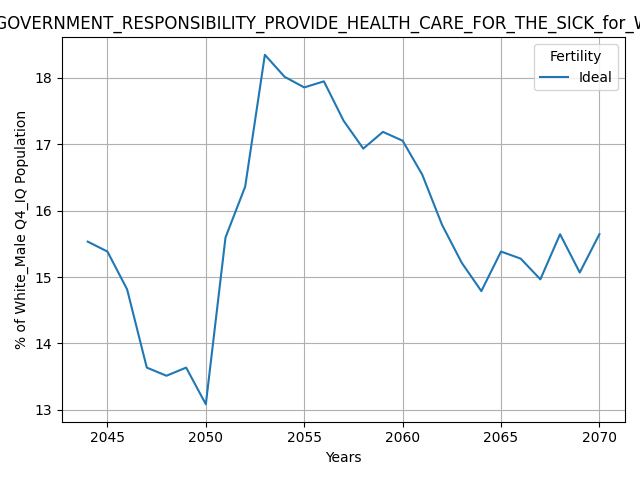 GOVERNMENT_RESPONSIBILITY_PROVIDE_HEALTH_CARE_FOR_THE_SICK_for_W
Fertility
Ideal
% of White_Male Q4_IQ Population
18
17
16
15
14
13
2045 2050 2055 2060 2065 2070
Years